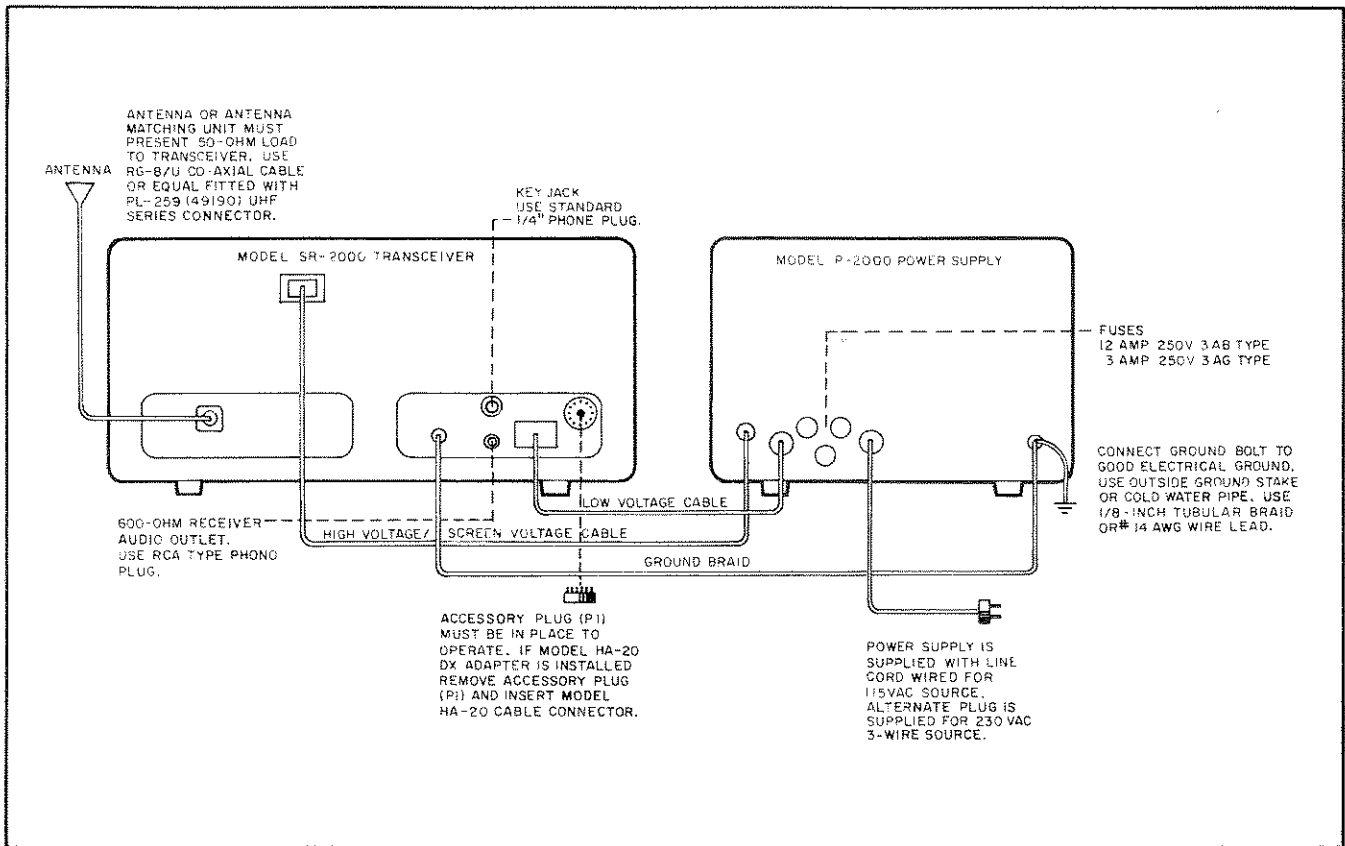 ANTENNA OR ANTENNA
MATCHING UNIT MUST
PRESENT 50-OHM LOAD
TO TRANSCEIVER. USE
RG-8/U CO-AXIAL CABLE
OR EQUAL FITTED WITH
PL-259 (49190) UHF
SERIES CONNECTOR.
ANTENNA
KEY JACK
USE STANDARD
1/4" PHONE PLUG.
MODEL SR-2000 TRANSCEIVER
MODEL P-2000 POWER SUPPLY
FUSES
12 AMP 250V 3AB TYPE
3 AMP 250V 3AG TYPE
CONNECT GROUND BOLT TO
GOOD ELECTRICAL GROUND.
USE OUTSIDE GROUND STAKE
OR COLD WATER PIPE. USE
1/8-INCH TUBULAR BRAID
OR # 14 AWG WIRE LEAD.
LOW VOLTAGE CABLE
600-OHM RECEIVER
AUDIO OUTLET.
USE RCA TYPE PHONO
PLUG.
HIGH VOLTAGE/ SCREEN VOLTAGE CABLE
GROUND BRAID
ACCESSORY PLUG (P1)
MUST BE IN PLACE TO
OPERATE. IF MODEL HA-20
DX ADAPTER IS INSTALLED
REMOVE ACCESSORY PLUG
(P1) AND INSERT MODEL
HA-20 CABLE CONNECTOR.
POWER SUPPLY IS
SUPPLIED WITH LINE
CORD WIRED FOR
115VAC SOURCE.
ALTERNATE PLUG IS
SUPPLIED FOR 230 VAC
3-WIRE SOURCE.